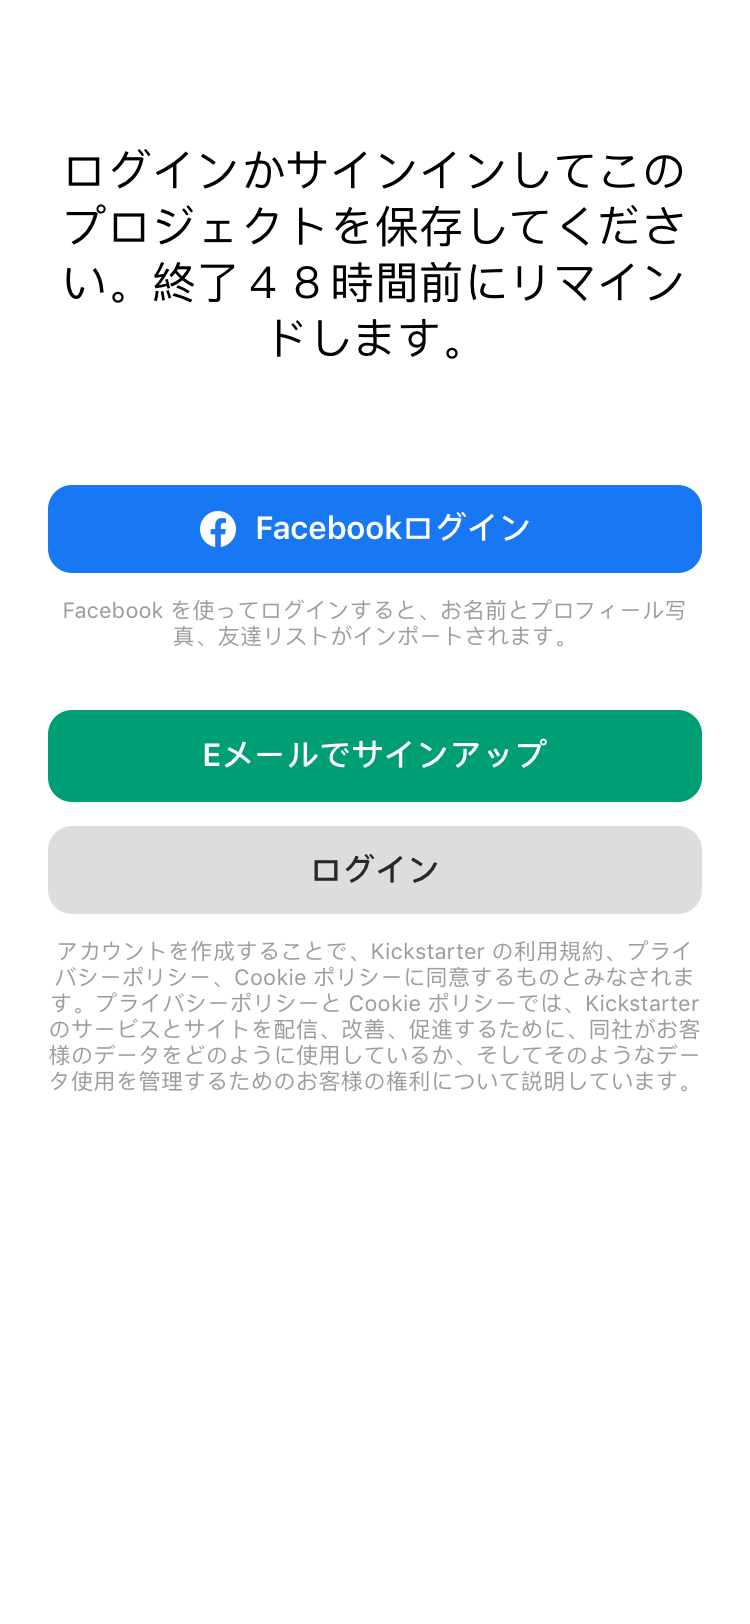 ログインかサインインしてこの
プロジェクトを保存してくださ
い。終了４８時間前にリマイン
ドします。
Facebookログイン
Facebook を使ってログインすると、お名前とプロフィール写
真、友達リストがインポートされます。
Eメールでサインアップ
ログイン
アカウントを作成することで、Kickstarter の利用規約、プライ
バシーポリシー、Cookie ポリシーに同意するものとみなされま
す。プライバシーポリシーと Cookie ポリシーでは、Kickstarter
のサービスとサイトを配信、改善、促進するために、同社がお客
様のデータをどのように使用しているか、そしてそのようなデー
タ使用を管理するためのお客様の権利について説明しています。